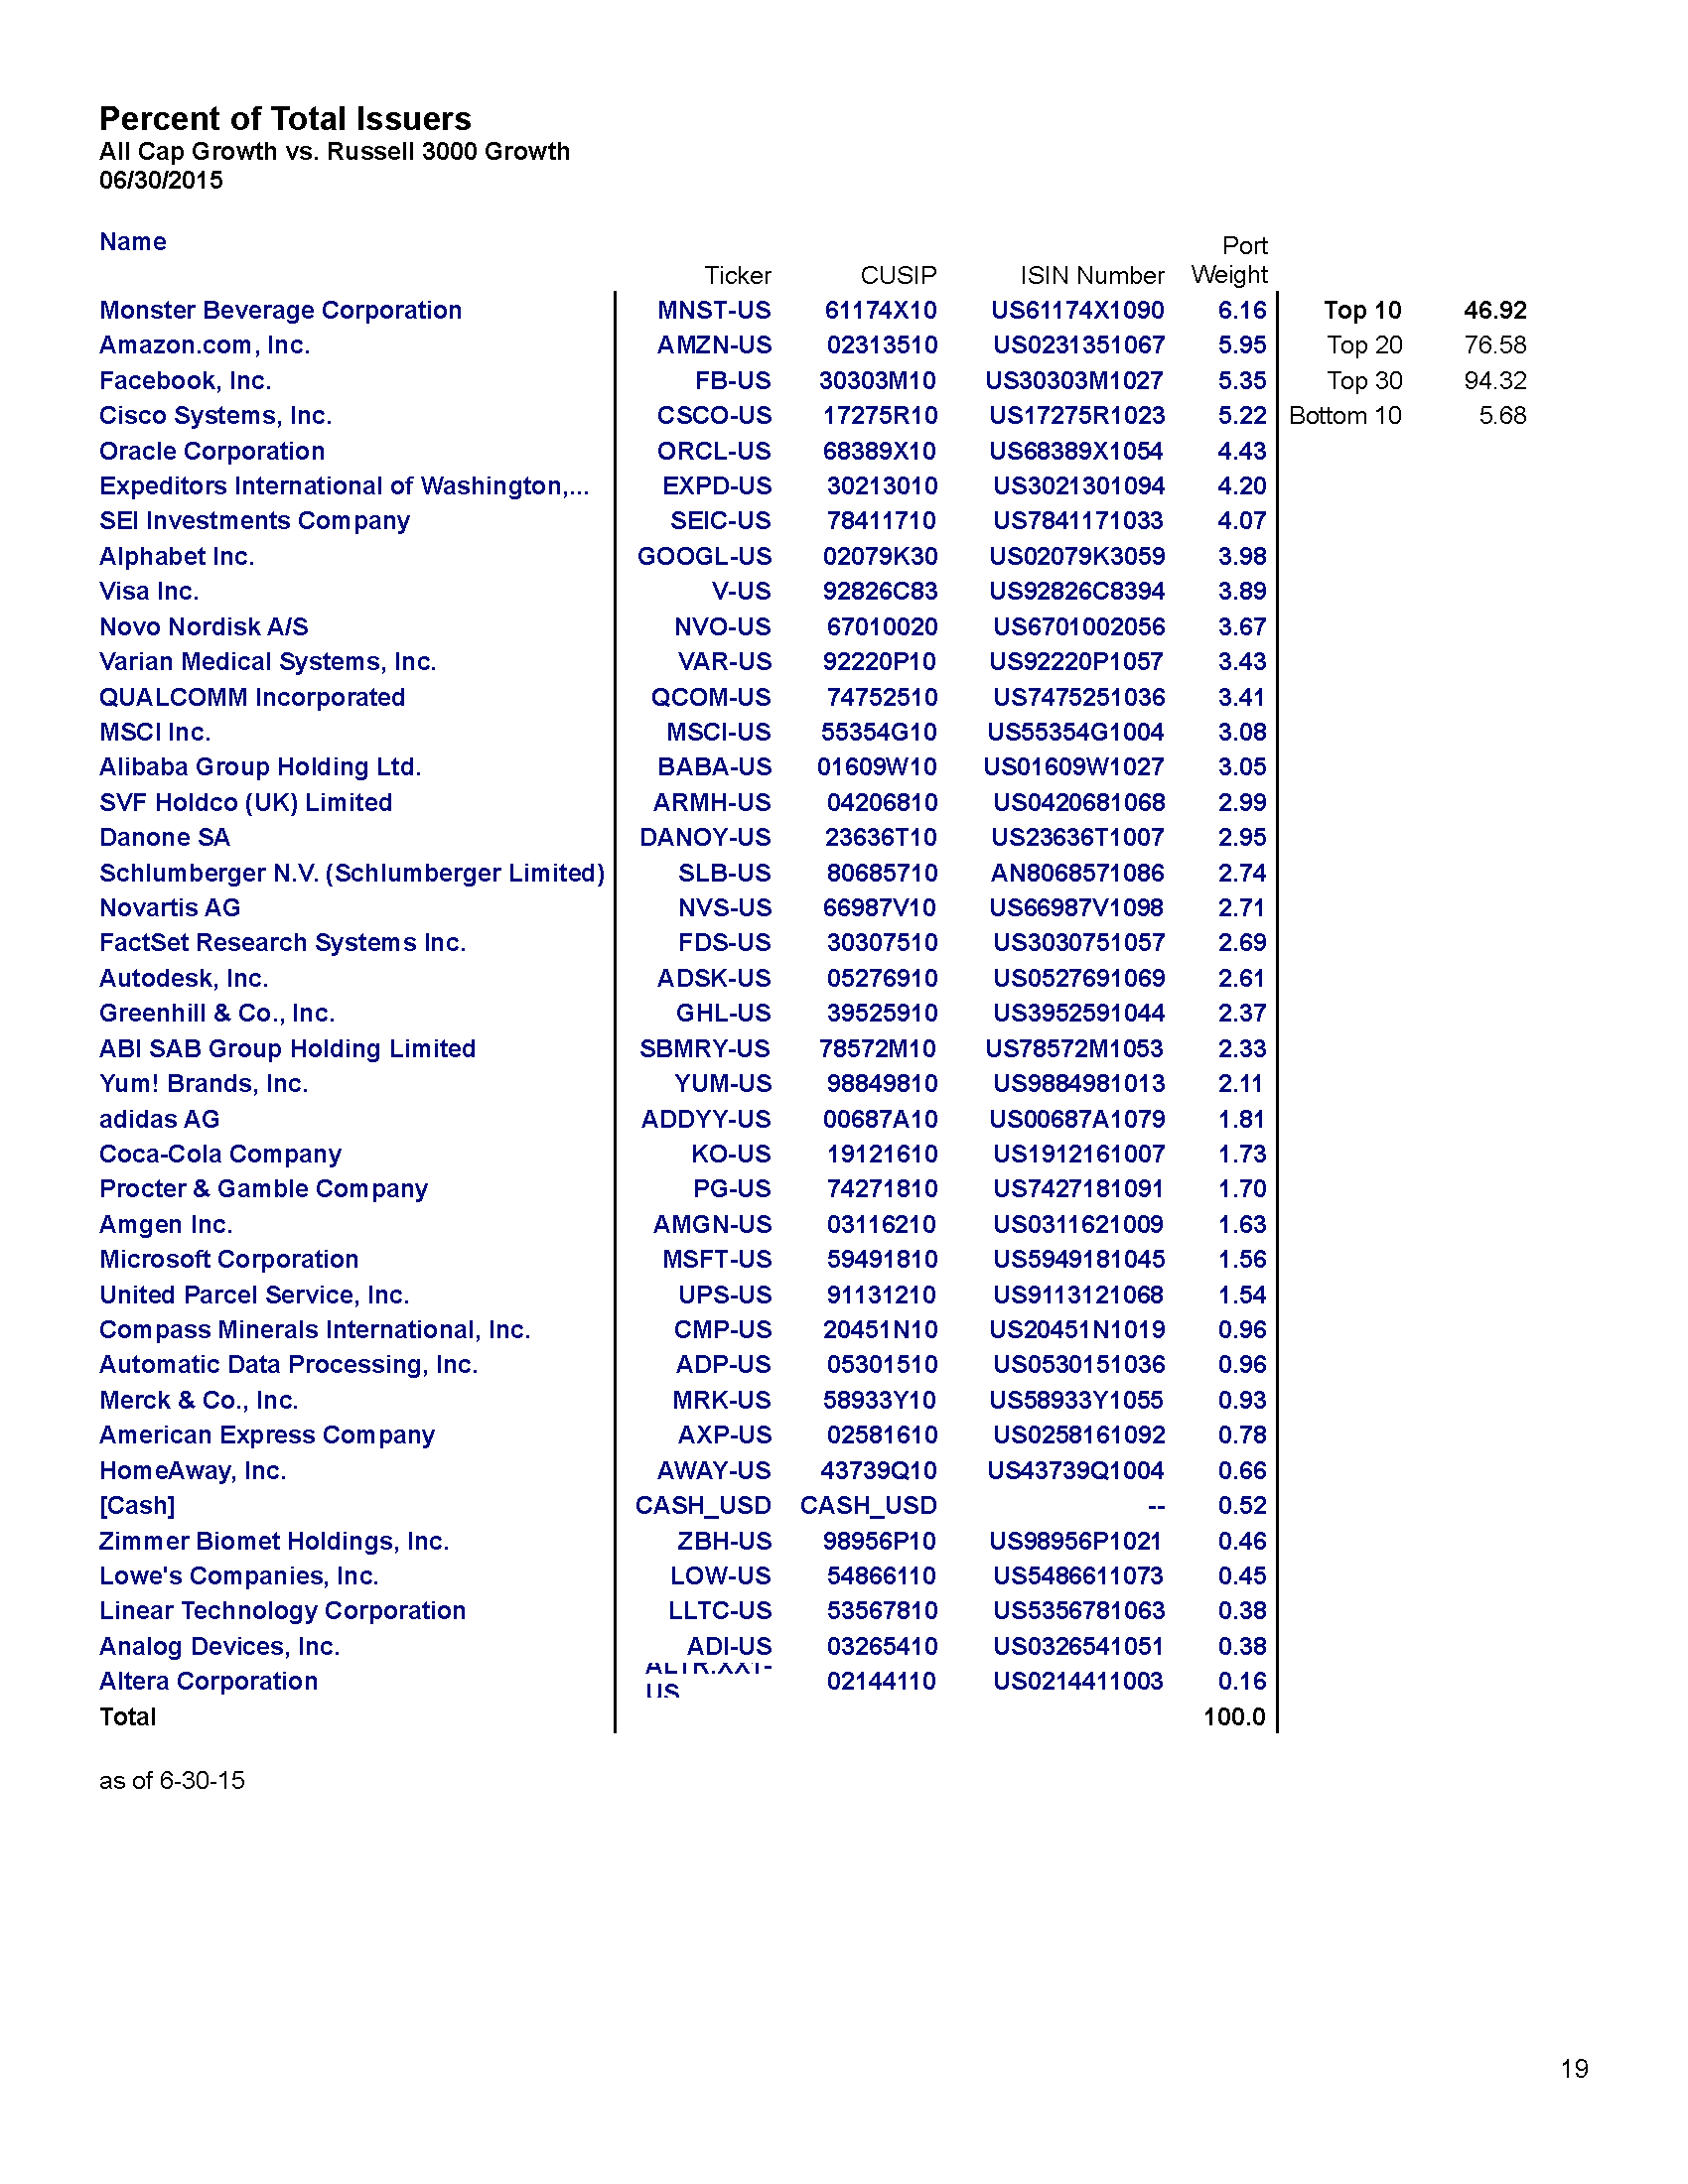 Percent of Total Issuers
All Cap Growth vs. Russell 3000 Growth
06/30/2015
Name Ticker CUSIP ISIN Number Port Weight
Monster Beverage Corporation MNST-US 61174X10 US61174X1090 6.16 Top 10 46.92
Amazon.com, Inc. AMZN-US 02313510 US0231351067 5.95 Top 20 76.58
Facebook, Inc. FB-US 30303M10 US30303M1027 5.35 Top 30 94.32
Cisco Systems, Inc. CSCO-US 17275R10 US17275R1023 5.22 Bottom 10 5.68
Oracle Corporation ORCL-US 68389X10 US68389X1054 4.43
Expeditors International of Washington,... EXPD-US 30213010 US3021301094 4.20
SEI Investments Company SEIC-US 78411710 US7841171033 4.07
Alphabet Inc. GOOGL-US 02079K30 US02079K3059 3.98
Visa Inc. V-US 92826C83 US92826C8394 3.89
Novo Nordisk A/S NVO-US 67010020 US6701002056 3.67
Varian Medical Systems, Inc. VAR-US 92220P10 US92220P1057 3.43
QUALCOMM Incorporated QCOM-US 74752510 US7475251036 3.41
MSCI Inc. MSCI-US 55354G10 US55354G1004 3.08
Alibaba Group Holding Ltd. BABA-US 01609W10 US01609W1027 3.05
SVF Holdco (UK) Limited ARMH-US 04206810 US0420681068 2.99
Danone SA DANOY-US 23636T10 US23636T1007 2.95
Schlumberger N.V. (Schlumberger Limited) SLB-US 80685710 AN8068571086 2.74
Novartis AG NVS-US 66987V10 US66987V1098 2.71
FactSet Research Systems Inc. FDS-US 30307510 US3030751057 2.69
Autodesk, Inc. ADSK-US 05276910 US0527691069 2.61
Greenhill & Co., Inc. GHL-US 39525910 US3952591044 2.37
ABI SAB Group Holding Limited SBMRY-US 78572M10 US78572M1053 2.33
Yum! Brands, Inc. YUM-US 98849810 US9884981013 2.11
adidas AG ADDYY-US 00687A10 US00687A1079 1.81
Coca-Cola Company KO-US 19121610 US1912161007 1.73
Procter & Gamble Company PG-US 74271810 US7427181091 1.70
Amgen Inc. AMGN-US 03116210 US0311621009 1.63
Microsoft Corporation MSFT-US 59491810 US5949181045 1.56
United Parcel Service, Inc. UPS-US 91131210 US9113121068 1.54
Compass Minerals International, Inc. CMP-US 20451N10 US20451N1019 0.96
Automatic Data Processing, Inc. ADP-US 05301510 US0530151036 0.96
Merck & Co., Inc. MRK-US 58933Y10 US58933Y1055 0.93
American Express Company AXP-US 02581610 US0258161092 0.78
HomeAway, Inc. AWAY-US 43739Q10 US43739Q1004 0.66
[Cash] CASH_USD CASH_USD -- 0.52
Zimmer Biomet Holdings, Inc. ZBH-US 98956P10 US98956P1021 0.46
Lowe's Companies, Inc. LOW-US 54866110 US5486611073 0.45
Linear Technology Corporation LLTC-US 53567810 US5356781063 0.38
Analog Devices, Inc. ADI-US 03265410 US0326541051 0.38
Altera Corporation 02144110 US0214411003 0.16
Total 100.0
as of 6-30-15
19